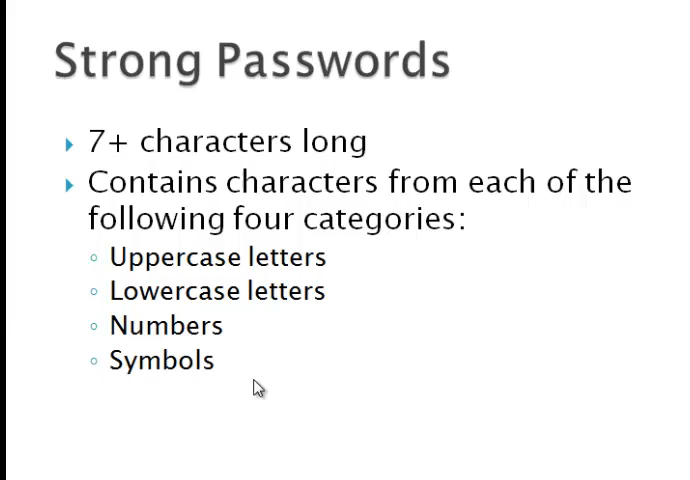 Strong Passwords
7+ characters long
Contains characters from each of the
following four categories:
Uppercase letters
Lowercase letters
Numbers
Symbols